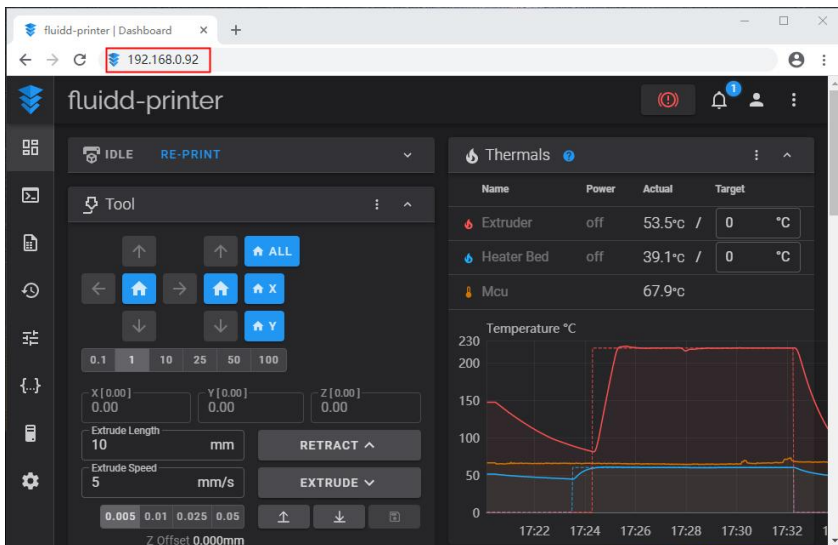 fluidd-printer | Dashboard
192.168.0.92
fluidd-printer
1
IDLE RE-PRINT
Tool
ALL
X
Y
0.1 1 10 25 50 100
X [ 0.00 ] Y [ 0.00 ] Z [ 0.00 ]
0.00 0.00 0.00
Extrude Length
10 mm
RETRACT
Extrude Speed
5 mm/s
EXTRUDE
0.005 0.01 0.025 0.05
Z Offset 0.000mm
Thermals
Name Power Actual Target
Extruder off 53.5°C / 0 °C
Heater Bed off 39.1°C / 0 °C
Mcu 67.9°C
Temperature °C
230
200
150
100
50
0
17:22 17:24 17:26 17:28 17:30 17:32